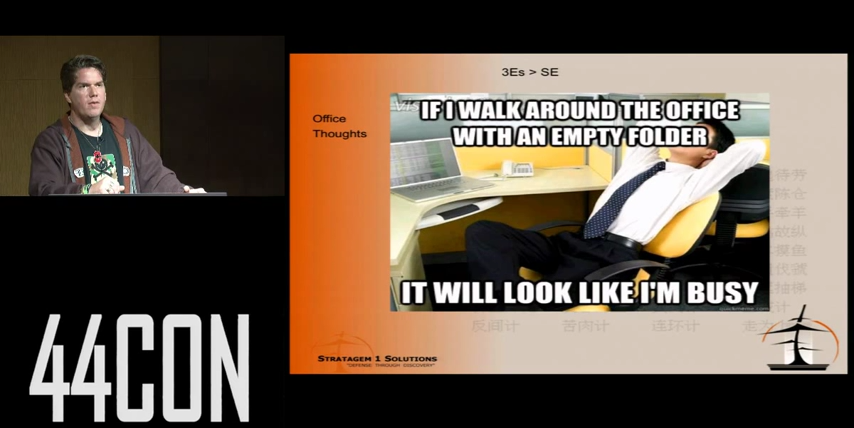 3Es > SE
Office
Thoughts
IF I WALK AROUND THE OFFICE
WITH AN EMPTY FOLDER
IT WILL LOOK LIKE I'M BUSY
反间计 苦肉计 连环计
STRATAGEM 1 SOLUTIONS
"DEFENSE THROUGH DISCOVERY"
44CON